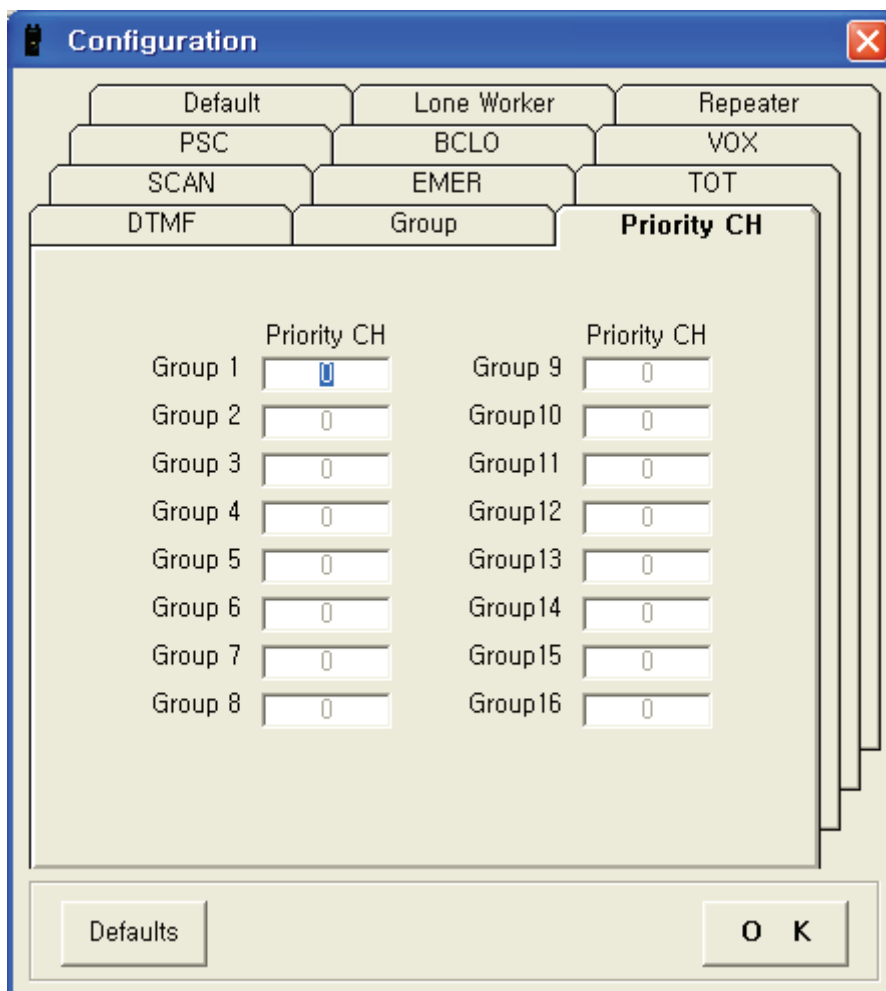 Configuration
Default Lone Worker Repeater
PSC BCLO VOX
SCAN EMER TOT
DTMF Group Priority CH
Priority CH Priority CH
Group 1 0 Group 9 0
Group 2 0 Group10 0
Group 3 0 Group11 0
Group 4 0 Group12 0
Group 5 0 Group13 0
Group 6 0 Group14 0
Group 7 0 Group15 0
Group 8 0 Group16 0
Defaults O K